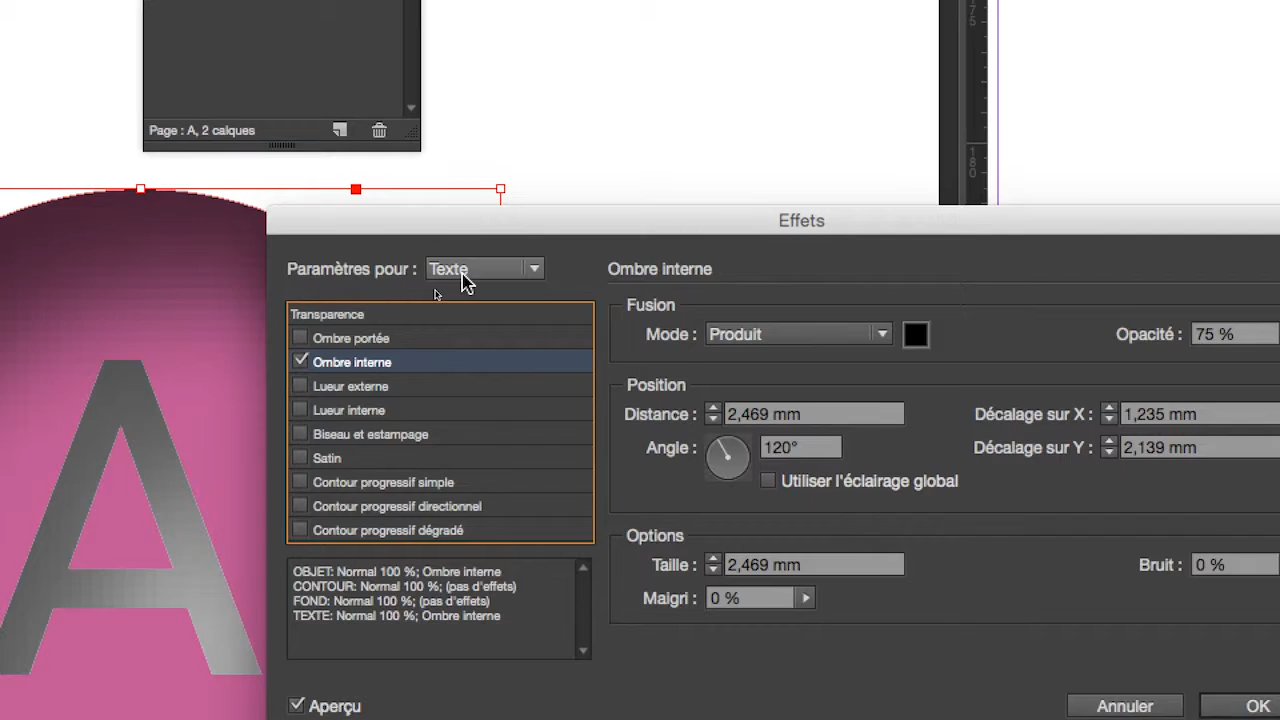 175
Page : A, 2 calques
180
Effets
Paramètres pour : Texte
Ombre interne
Transparence
Ombre portée
Ombre interne
Lueur externe
Lueur interne
Biseau et estampage
Satin
Contour progressif simple
Contour progressif directionnel
Contour progressif dégradé
OBJET: Normal 100 %; Ombre interne
CONTOUR: Normal 100 %; (pas d'effets)
FOND: Normal 100 %; (pas d'effets)
TEXTE: Normal 100 %; Ombre interne
Aperçu
Fusion
Mode : Produit Opacité : 75 %
Position
Distance : 2,469 mm Décalage sur X : 1,235 mm
Angle : 120° Décalage sur Y : 2,139 mm
Utiliser l'éclairage global
Options
Taille : 2,469 mm Bruit : 0 %
Maigri : 0 %
Annuler OK
A